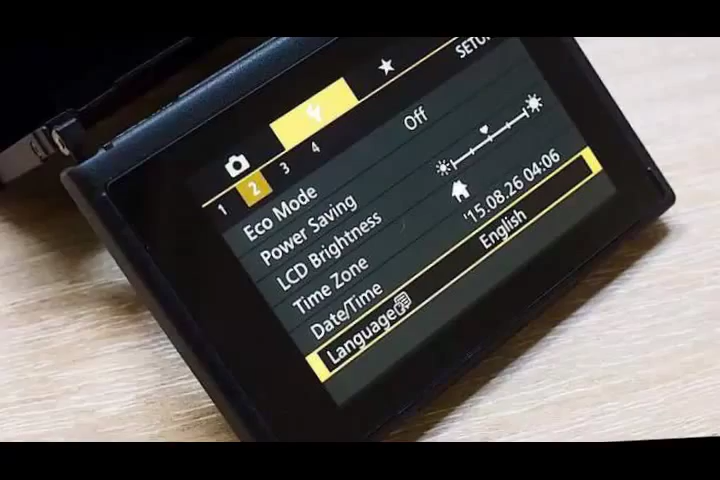 SETU
1 2 3 4
Eco Mode Off
Power Saving
LCD Brightness
Time Zone
Date/Time '15.08.26 04:06
Language English